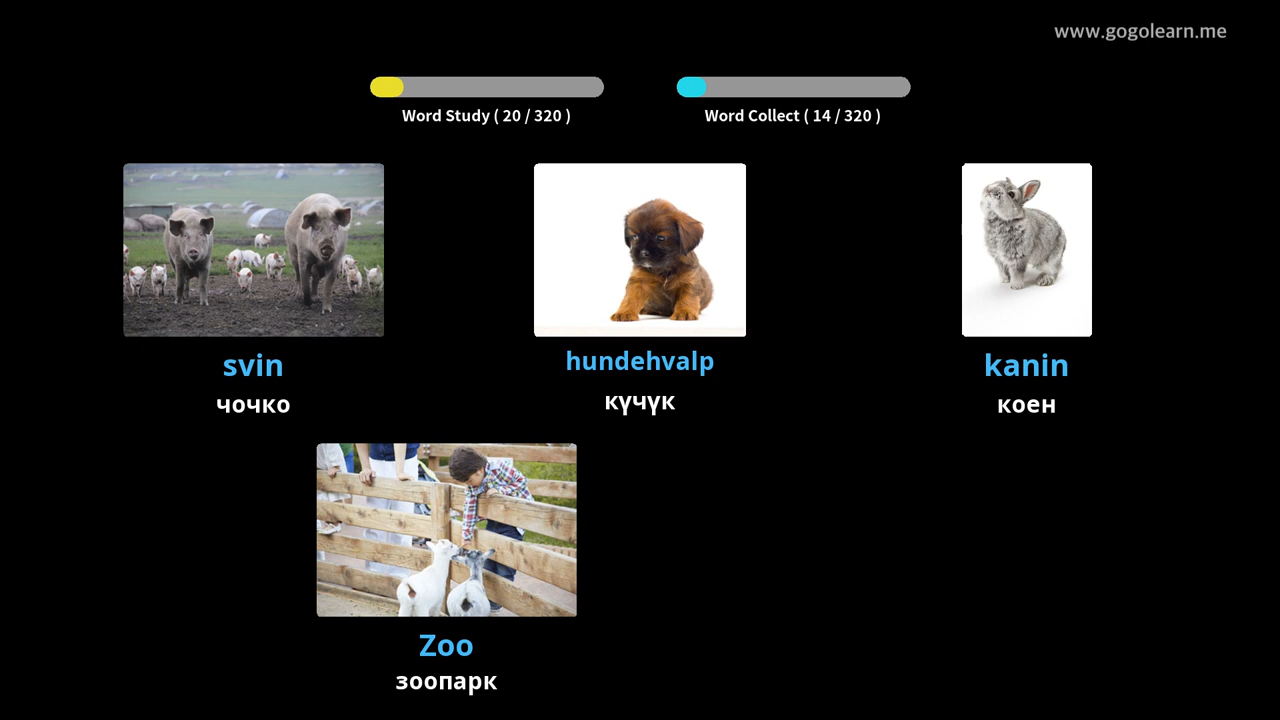 www.gogolearn.me
Word Study ( 20 / 320 )
Word Collect ( 14 / 320 )
svin
hundehvalp
kanin
чочко
күчүк
коен
Zoo
зоопарк